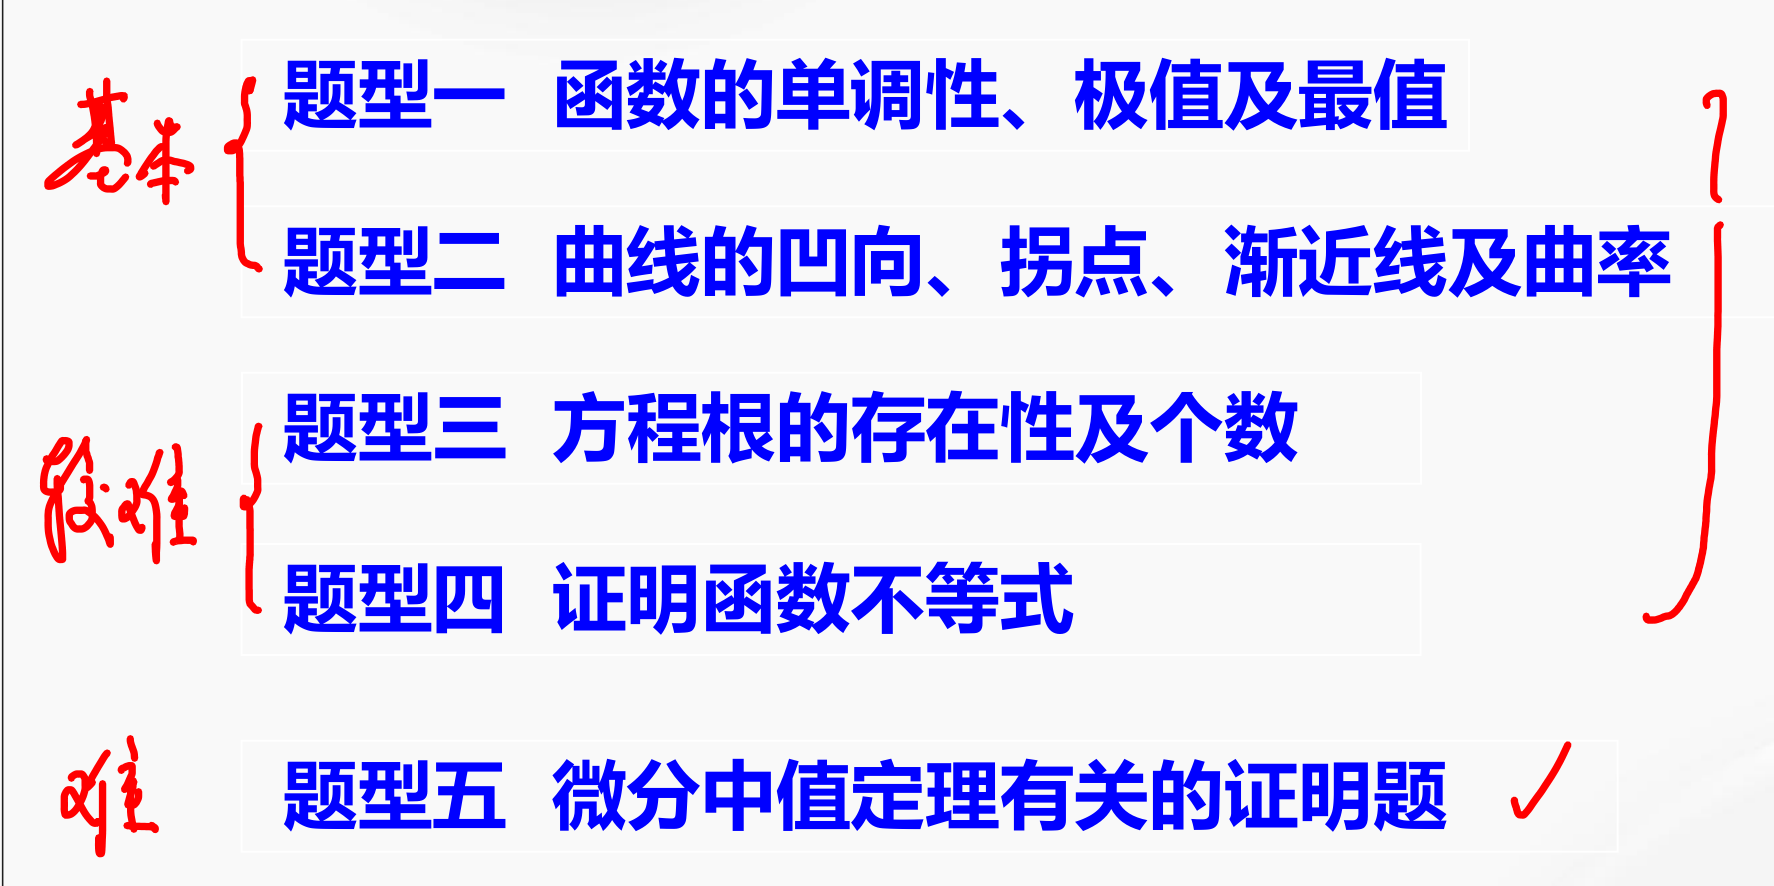 基本
题型一 函数的单调性、极值及最值
题型二 曲线的凹向、拐点、渐近线及曲率
较难
题型三 方程根的存在性及个数
题型四 证明函数不等式
难
题型五 微分中值定理有关的证明题